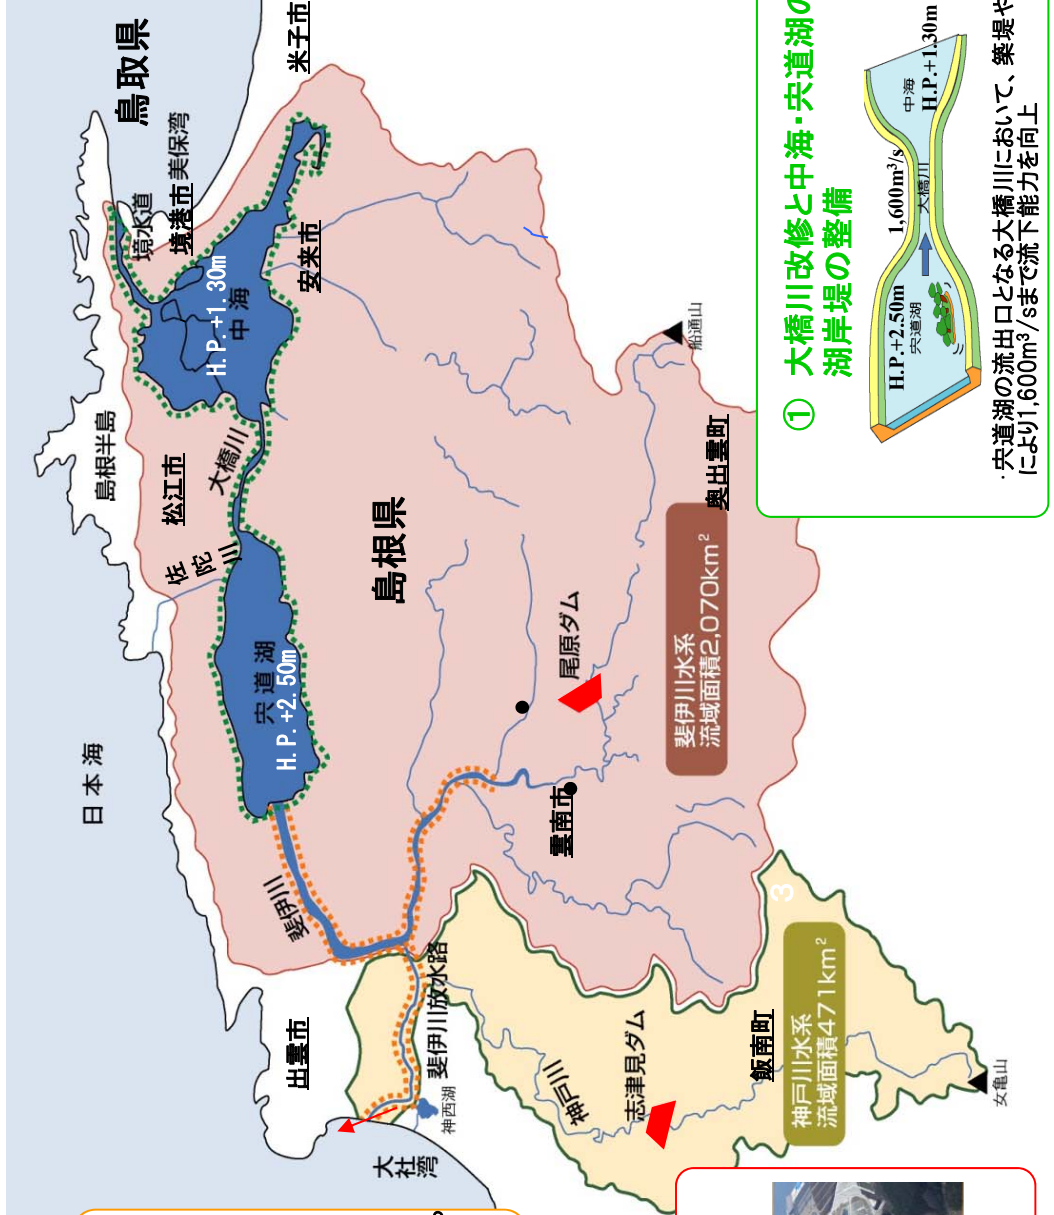 日本海
鳥取県
米子市
境水道
境港市
美保湾
中海
H.P.+1.30m
安来市
島根半島
松江市
大橋川
佐陀川
島根県
宍道湖
H.P.+2.50m
尾原ダム
船通山
奥出雲町
斐伊川水系
流域面積2,070km²
雲南市
斐伊川
出雲市
斐伊川放水路
神西湖
大社湾
神戸川
志津見ダム
飯南町
神戸川水系
流域面積471km²
女亀山
3
① 大橋川改修と中海・宍道湖の
湖岸堤の整備
H.P.+2.50m
宍道湖
1,600m³/s
大橋川
中海
H.P.+1.30m
・宍道湖の流出口となる大橋川において、築堤や
により1,600m³/sまで流下能力を向上